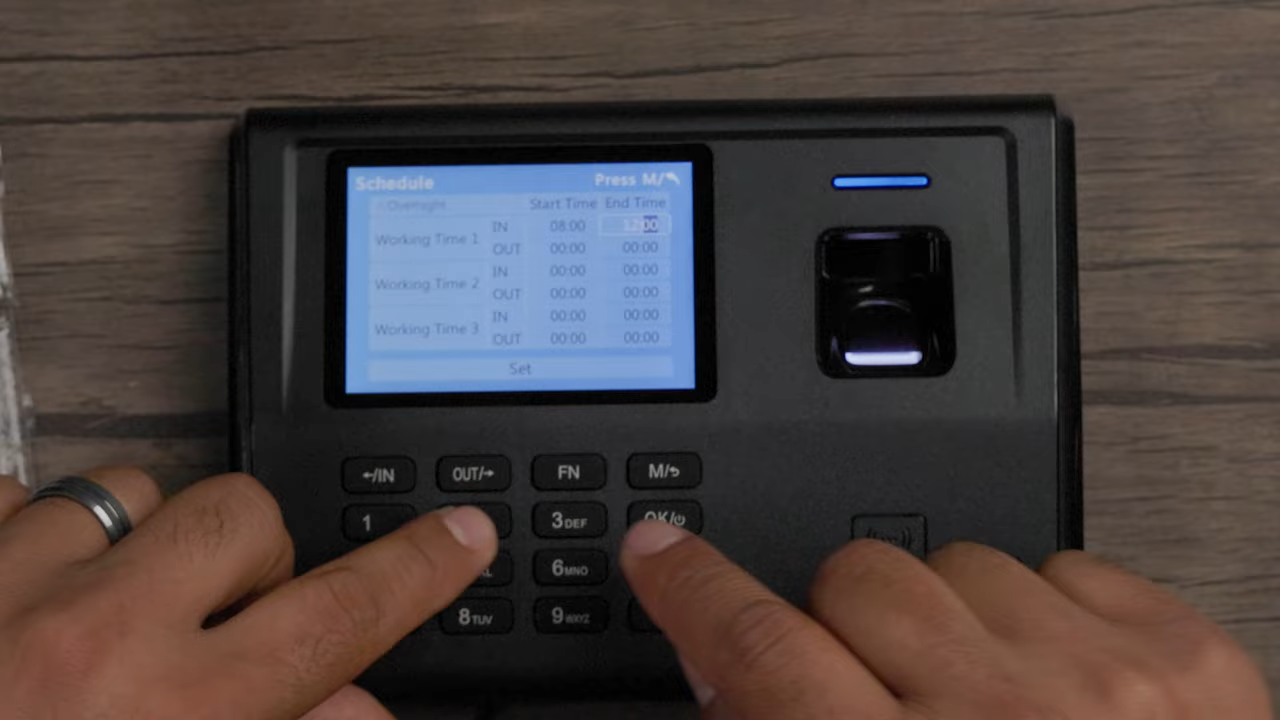 Schedule Press M/
Overnight Start Time End Time
Working Time 1 IN 08:00 12:00
OUT 00:00 00:00
Working Time 2 IN 00:00 00:00
OUT 00:00 00:00
Working Time 3 IN 00:00 00:00
OUT 00:00 00:00
Set
←/IN OUT/→ FN M/↩
1 3DEF OK/⏻
6MNO
8TUV 9WXYZ